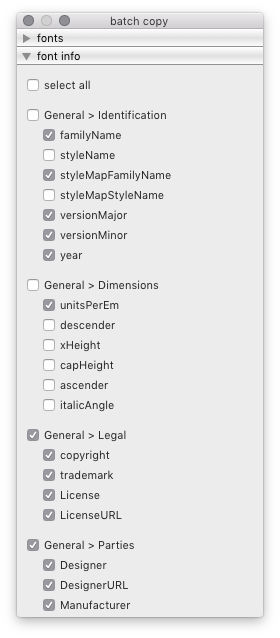 batch copy
fonts
font info
select all
General > Identification
familyName
styleName
styleMapFamilyName
styleMapStyleName
versionMajor
versionMinor
year
General > Dimensions
unitsPerEm
descender
xHeight
capHeight
ascender
italicAngle
General > Legal
copyright
trademark
License
LicenseURL
General > Parties
Designer
DesignerURL
Manufacturer